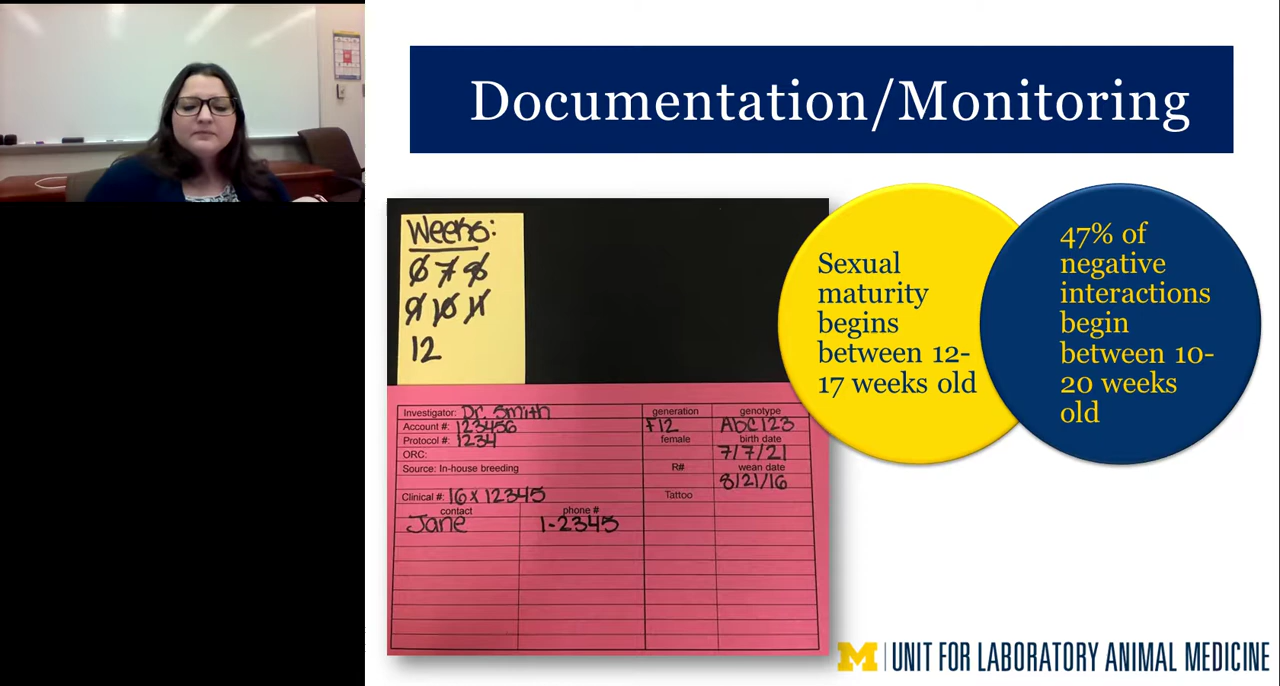 Documentation/Monitoring
Weeks:
6 7 8
9 10 11
12
Investigator: Dr. Smith
Account #: 123456
Protocol #: 1234
ORC:
Source: In-house breeding
Clinical #: 16X12345
contact phone #
Jane 1-2345
generation genotype
F12 ABC123
female birth date
7/7/21
R# wean date
8/21/16
Tattoo
Sexual
maturity
begins
between 12-
17 weeks old
47% of
negative
interactions
begin
between 10-
20 weeks
old
M UNIT FOR LABORATORY ANIMAL MEDICINE